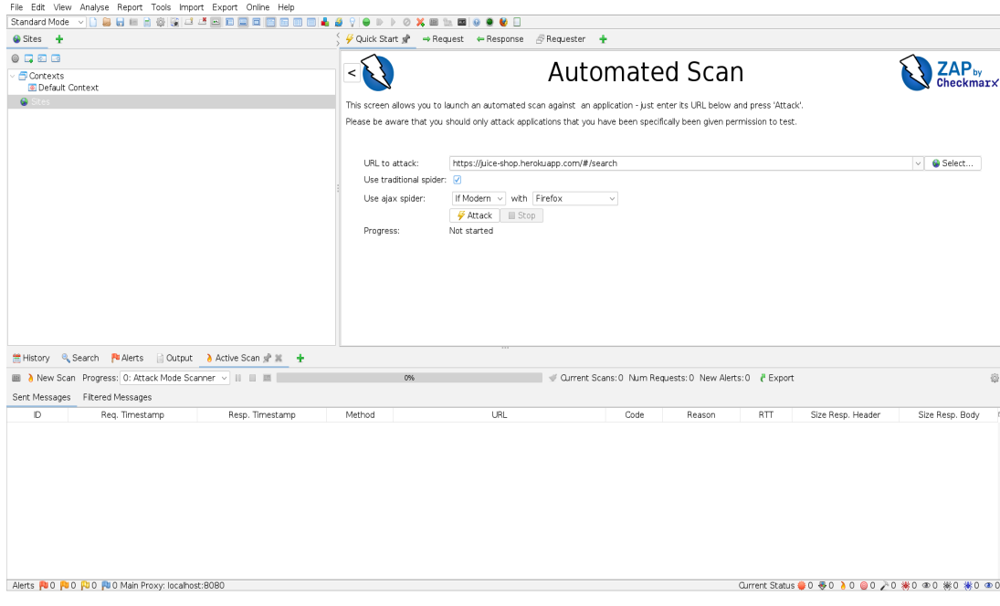 File Edit View Analyse Report Tools Import Export Online Help
Standard Mode
Sites
Quick Start Request Response Requester
Contexts
Default Context
Sites
<
Automated Scan
ZAP by Checkmarx
This screen allows you to launch an automated scan against an application - just enter its URL below and press 'Attack'.
Please be aware that you should only attack applications that you have been specifically been given permission to test.
URL to attack: https://juice-shop.herokuapp.com/#/search Select...
Use traditional spider:
Use ajax spider: If Modern with Firefox
Attack Stop
Progress: Not started
History Search Alerts Output Active Scan
New Scan Progress: 0: Attack Mode Scanner 0% Current Scans: 0 Num Requests: 0 New Alerts: 0 Export
Sent Messages Filtered Messages
ID Req. Timestamp Resp. Timestamp Method URL Code Reason RTT Size Resp. Header Size Resp. Body
Alerts 0 0 0 0 Main Proxy: localhost:8080 Current Status 0 0 0 0 0 0 0 0 0 0